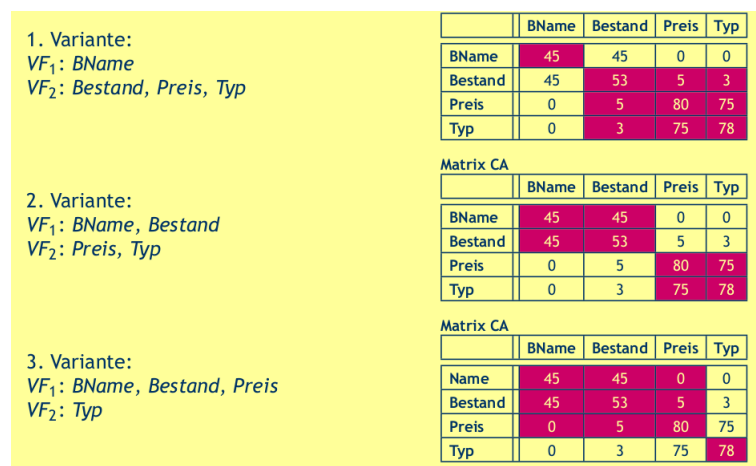 1. Variante:
VF1: BName
VF2: Bestand, Preis, Typ
BName Bestand Preis Typ
BName 45 45 0 0
Bestand 45 53 5 3
Preis 0 5 80 75
Typ 0 3 75 78
2. Variante:
VF1: BName, Bestand
VF2: Preis, Typ
Matrix CA
BName Bestand Preis Typ
BName 45 45 0 0
Bestand 45 53 5 3
Preis 0 5 80 75
Typ 0 3 75 78
3. Variante:
VF1: BName, Bestand, Preis
VF2: Typ
Matrix CA
BName Bestand Preis Typ
Name 45 45 0 0
Bestand 45 53 5 3
Preis 0 5 80 75
Typ 0 3 75 78